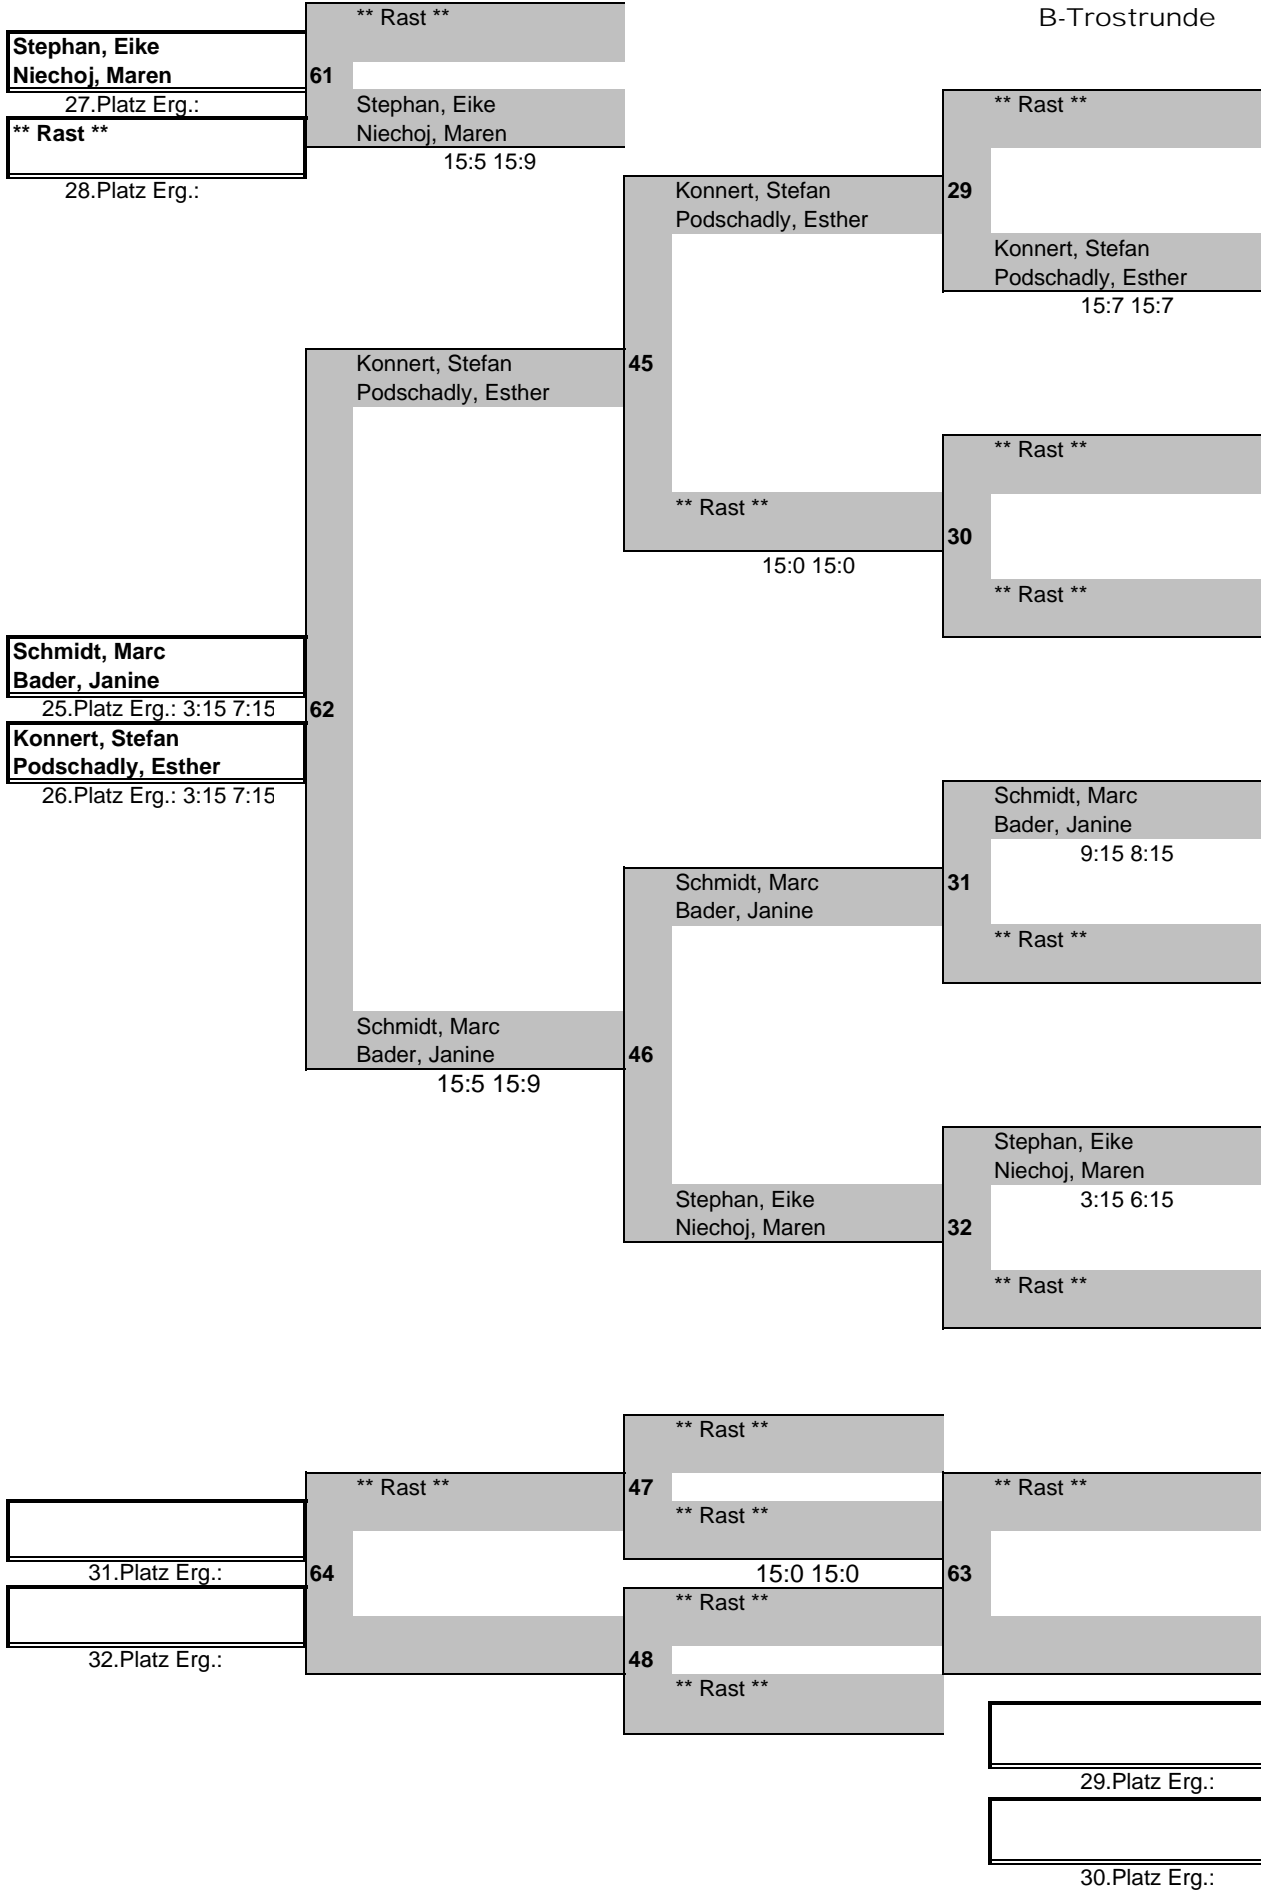 ** Rast **
B-Trostrunde
Stephan, Eike
Niechoj, Maren
61
27.Platz Erg.:
Stephan, Eike
** Rast **
** Rast **
Niechoj, Maren
15:5 15:9
28.Platz Erg.:
Konnert, Stefan
29
Podschadly, Esther
Konnert, Stefan
Podschadly, Esther
15:7 15:7
Konnert, Stefan
45
Podschadly, Esther
** Rast **
** Rast **
30
15:0 15:0
** Rast **
Schmidt, Marc
Bader, Janine
25.Platz Erg.: 3:15 7:15
62
Konnert, Stefan
Podschadly, Esther
26.Platz Erg.: 3:15 7:15
Schmidt, Marc
Bader, Janine
9:15 8:15
Schmidt, Marc
31
Bader, Janine
** Rast **
Schmidt, Marc
Bader, Janine
46
15:5 15:9
Stephan, Eike
Niechoj, Maren
3:15 6:15
Stephan, Eike
Niechoj, Maren
32
** Rast **
** Rast **
** Rast **
47
** Rast **
** Rast **
31.Platz Erg.:
64
15:0 15:0
63
** Rast **
32.Platz Erg.:
48
** Rast **
29.Platz Erg.:
30.Platz Erg.: